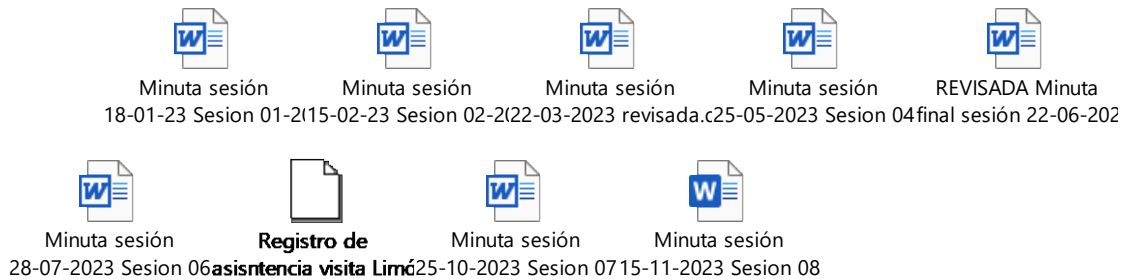 Minuta sesión Minuta sesión Minuta sesión Minuta sesión REVISADA Minuta
18-01-23 Sesion 01-2 15-02-23 Sesion 02-2 22-03-2023 revisada. 25-05-2023 Sesion 04 final sesión 22-06-202
Minuta sesión Registro de Minuta sesión Minuta sesión
28-07-2023 Sesion 06 asisntencia visita Limó 25-10-2023 Sesion 07 15-11-2023 Sesion 08